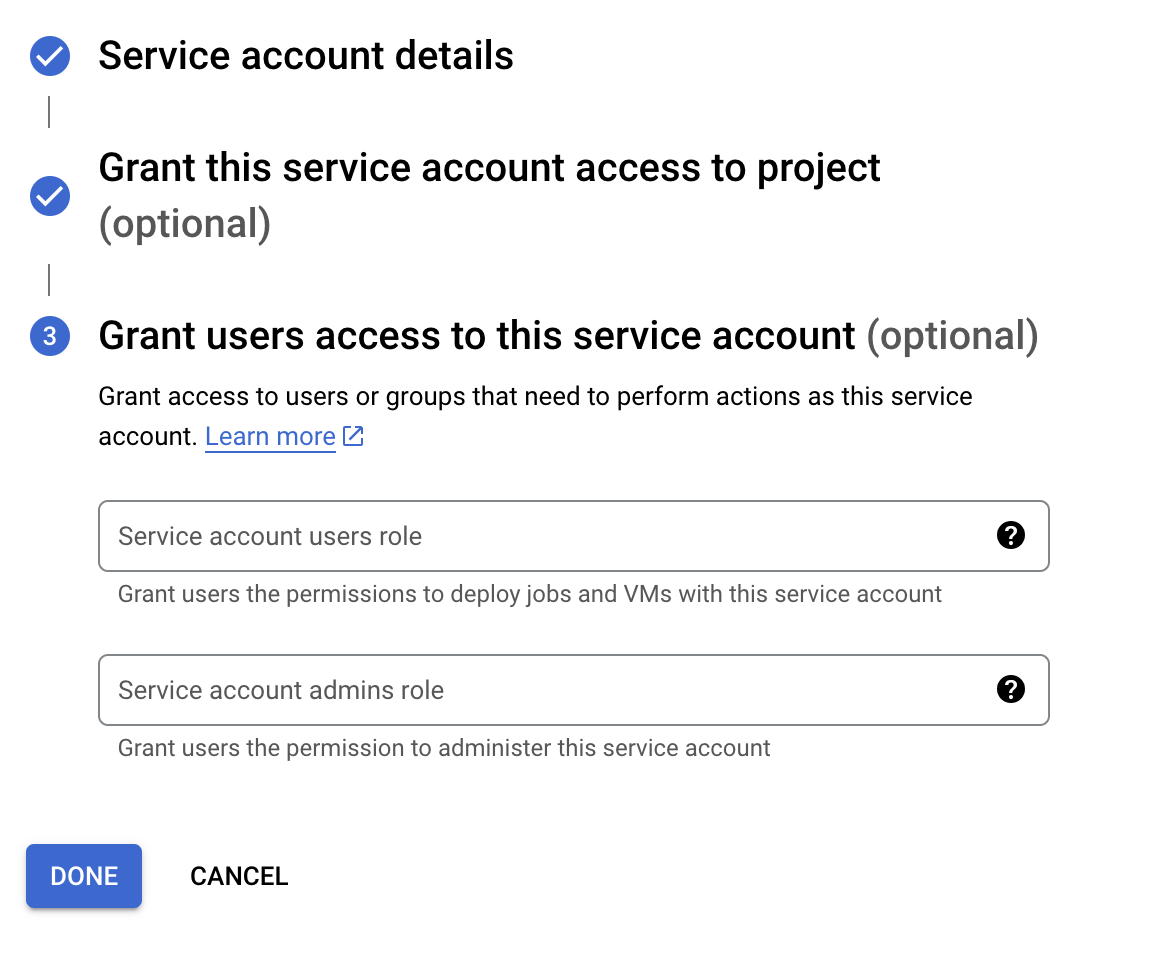 Service account details
Grant this service account access to project
(optional)
3
Grant users access to this service account (optional)
Grant access to users or groups that need to perform actions as this service
account. Learn more
Service account users role
?
Grant users the permissions to deploy jobs and VMs with this service account
Service account admins role
?
Grant users the permission to administer this service account
DONE
CANCEL